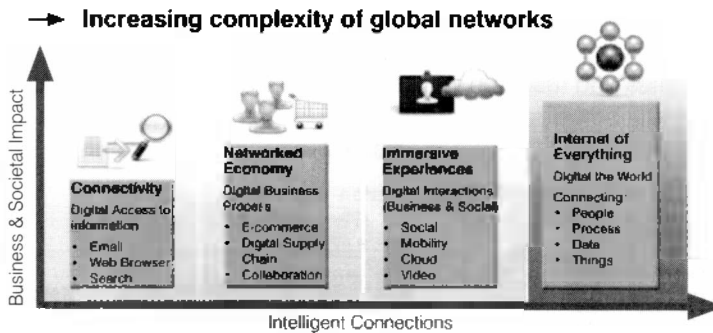 Increasing complexity of global networks
Business & Societal Impact
Connectivity
Digital Access to
information
• Email
• Web Browser
• Search
Networked
Economy
Digital Business
Process
• E-commerce
• Digital Supply
Chain
• Collaboration
Immersive
Experiences
Digital Interactions
(Business & Social)
• Social
• Mobility
• Cloud
• Video
Internet of
Everything
Digital the World
Connecting:
• People
• Process
• Data
• Things
Intelligent Connections